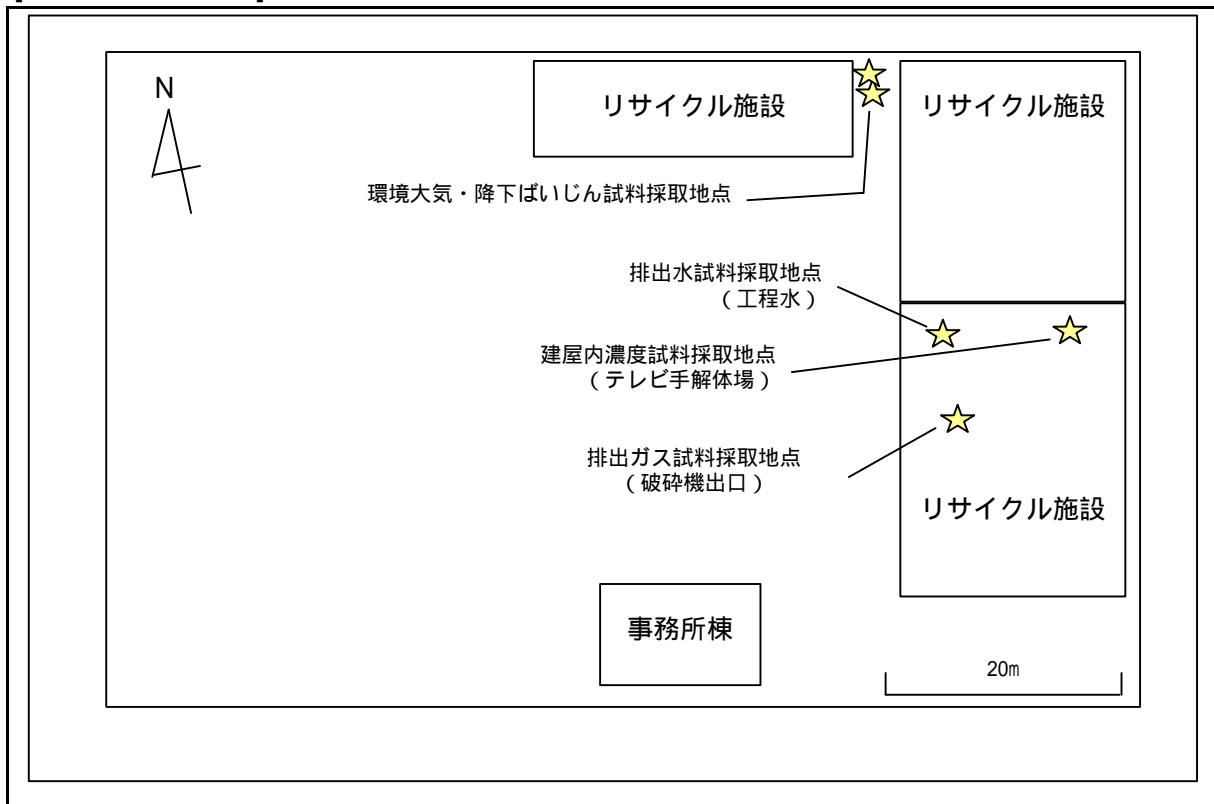 N
リサイクル施設
リサイクル施設
環境大気・降下ばいじん試料採取地点
排出水試料採取地点
（工程水）
建屋内濃度試料採取地点
（テレビ手解体場）
排出ガス試料採取地点
（破砕機出口）
リサイクル施設
事務所棟
20m